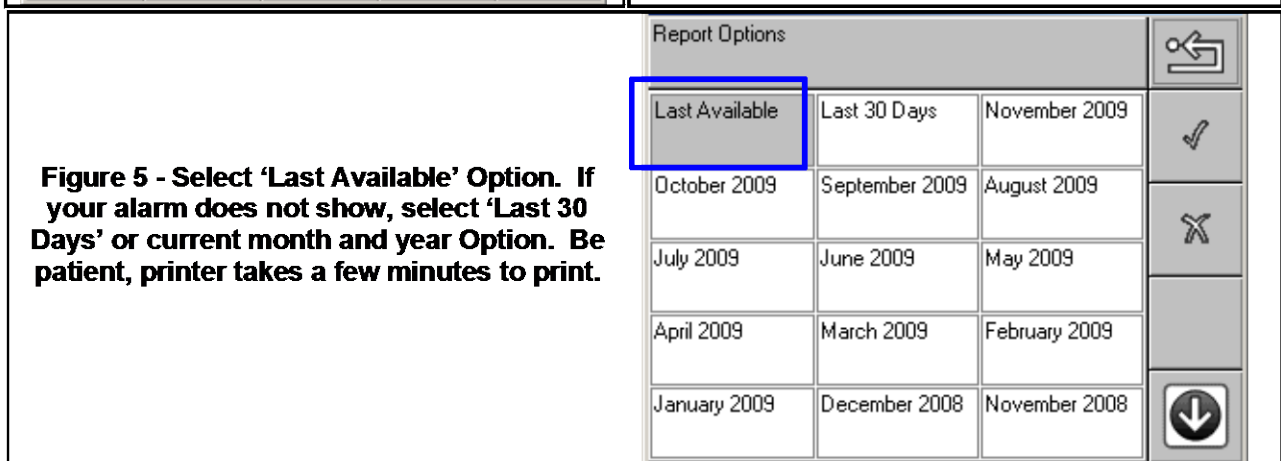 Figure 5 - Select ‘Last Available’ Option.  If
your alarm does not show, select ‘Last 30
Days’ or current month and year Option.  Be
patient, printer takes a few minutes to print.
Report Options
Last Available Last 30 Days November 2009
October 2009 September 2009 August 2009
July 2009 June 2009 May 2009
April 2009 March 2009 February 2009
January 2009 December 2008 November 2008